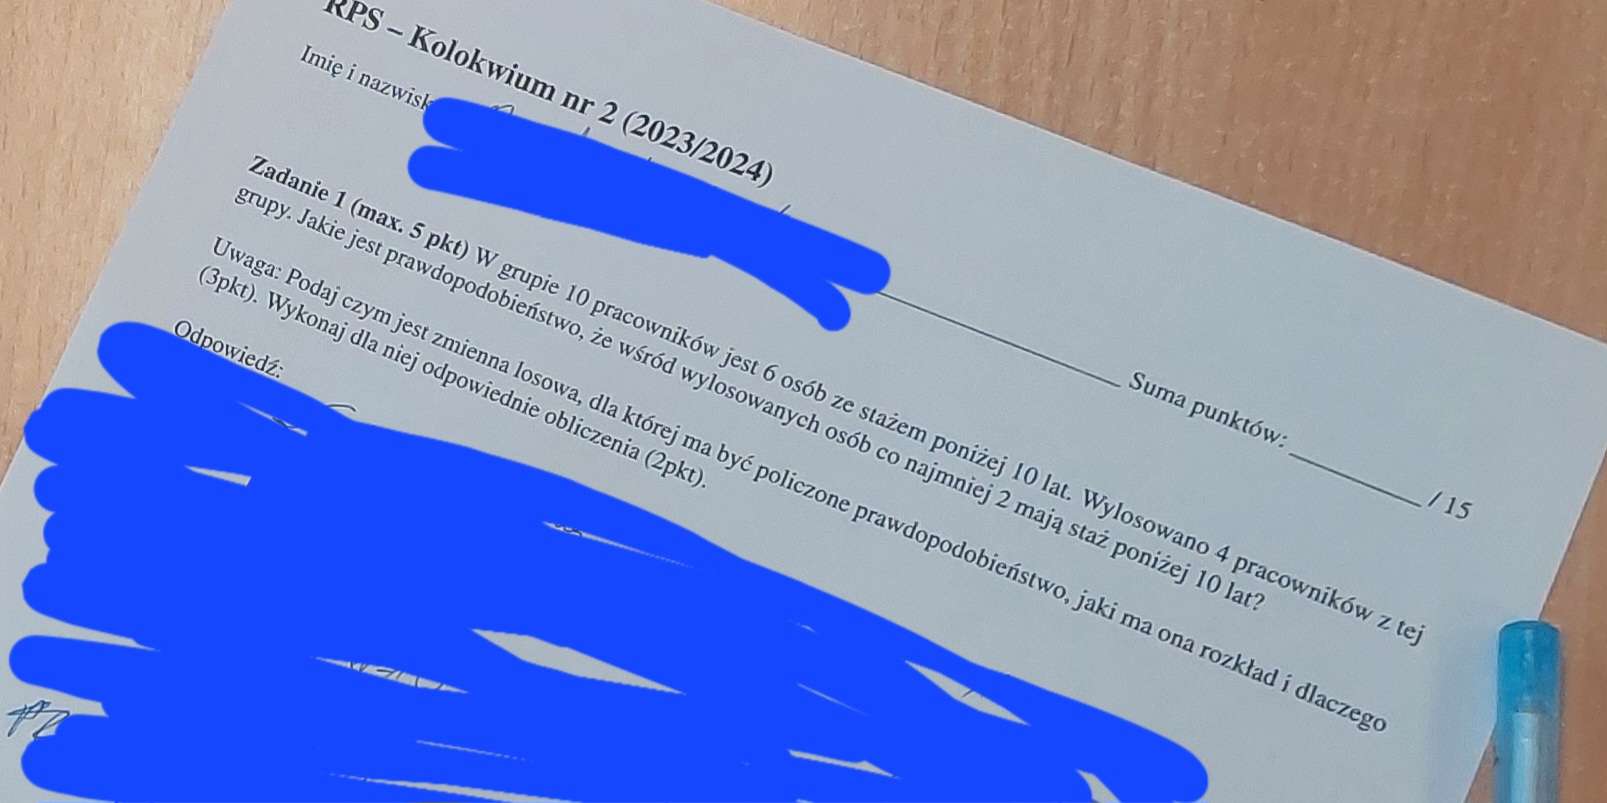 RPS – Kolokwium nr 2 (2023/2024)
Imię i nazwisk
Suma punktów: / 15
Zadanie 1 (max. 5 pkt) W grupie 10 pracowników jest 6 osób ze stażem poniżej 10 lat. Wylosowano 4 pracowników z tej
grupy. Jakie jest prawdopodobieństwo, że wśród wylosowanych osób co najmniej 2 mają staż poniżej 10 lat?
Uwaga: Podaj czym jest zmienna losowa, dla której ma być policzone prawdopodobieństwo, jaki ma ona rozkład i dlaczego
(3pkt). Wykonaj dla niej odpowiednie obliczenia (2pkt).
Odpowiedź: